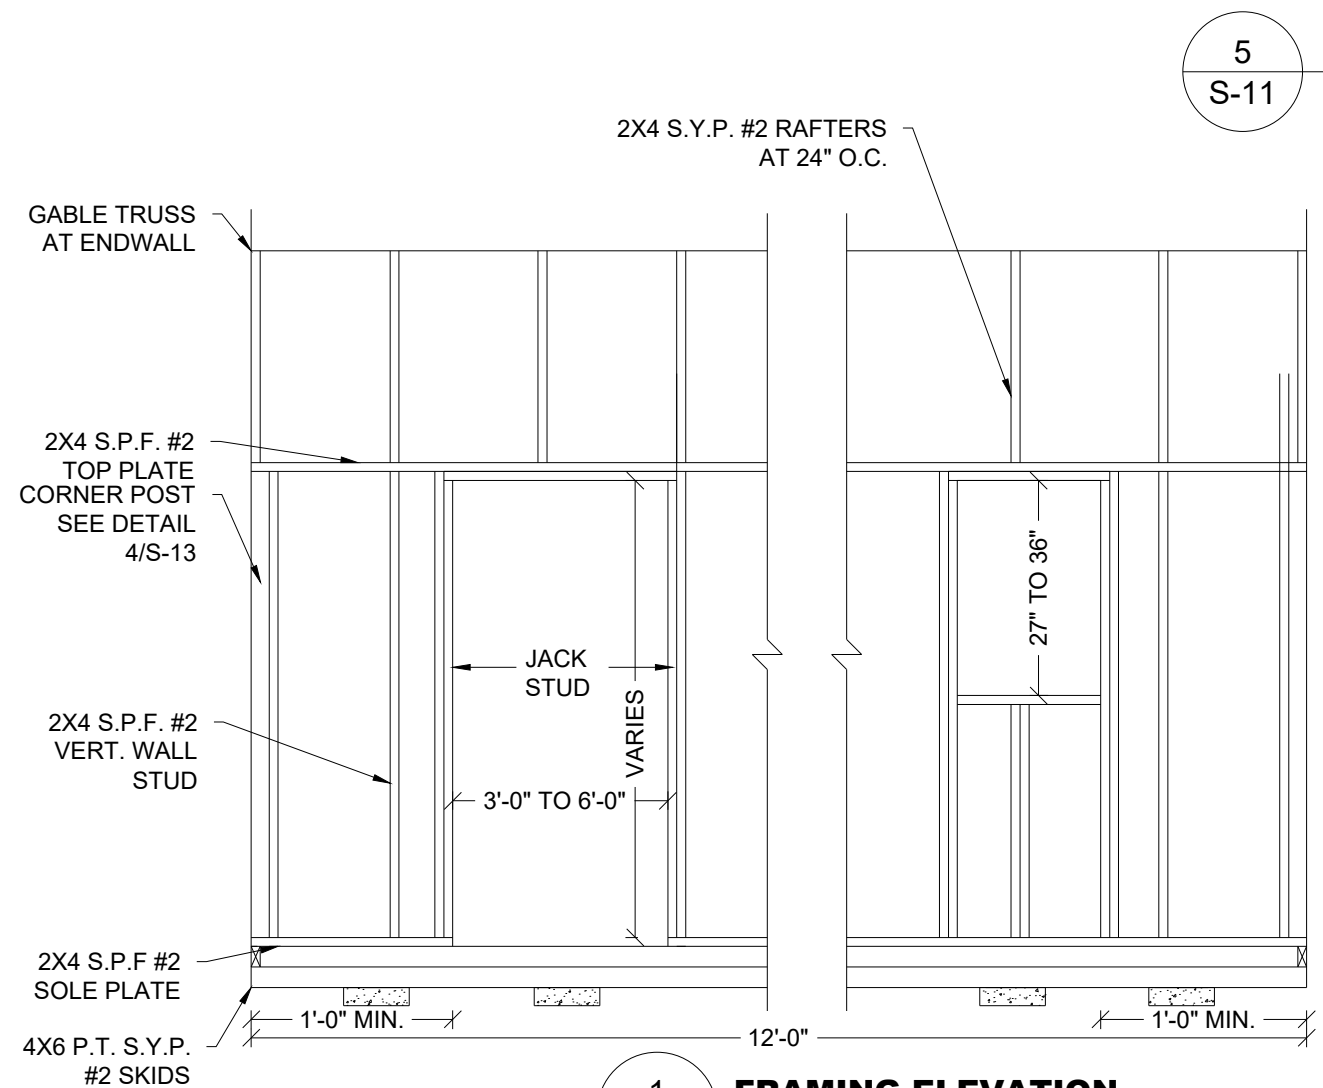 5
S-11
2X4 S.Y.P. #2 RAFTERS
AT 24" O.C.
GABLE TRUSS
AT ENDWALL
2X4 S.P.F. #2
TOP PLATE
CORNER POST
SEE DETAIL
4/S-13
27" TO 36"
JACK
STUD
VARIES
2X4 S.P.F. #2
VERT. WALL
STUD
3'-0" TO 6'-0"
2X4 S.P.F #2
SOLE PLATE
1'-0" MIN.
1'-0" MIN.
12'-0"
4X6 P.T. S.Y.P.
#2 SKIDS
1
FRAMING ELEVATION